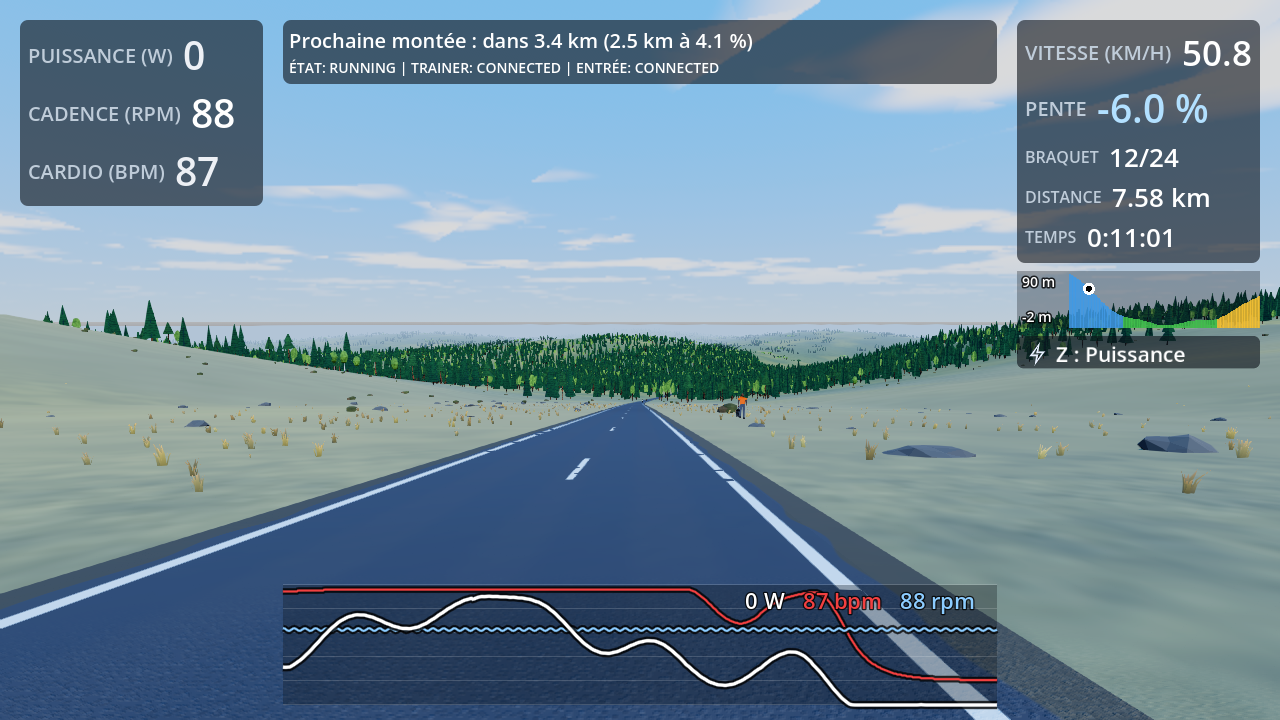 PUISSANCE (W) 0
CADENCE (RPM) 88
CARDIO (BPM) 87
Prochaine montée : dans 3.4 km (2.5 km à 4.1 %)
ÉTAT: RUNNING | TRAINER: CONNECTED | ENTRÉE: CONNECTED
VITESSE (KM/H) 50.8
PENTE -6.0 %
BRAQUET 12/24
DISTANCE 7.58 km
TEMPS 0:11:01
90 m
-2 m
Z : Puissance
0 W 87 bpm 88 rpm